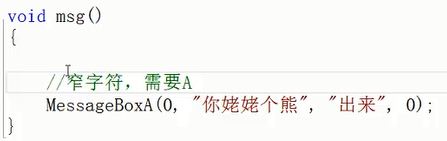 void msg()
{
//窄字符，需要A
MessageBoxA(0, "你姥姥个熊", "出来", 0);
}